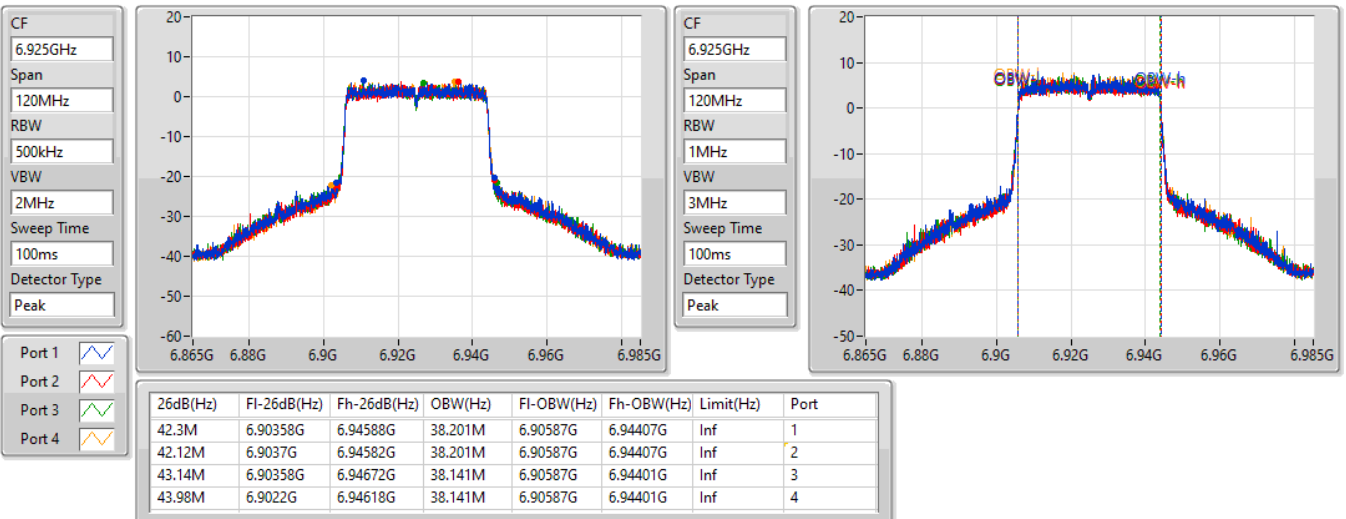 CF
6.925GHz
Span
120MHz
RBW
500kHz
VBW
2MHz
Sweep Time
100ms
Detector Type
Peak
20
10
0
-10
-20
-30
-40
-50
-60
6.865G 6.88G 6.9G 6.92G 6.94G 6.96G 6.985G
CF
6.925GHz
Span
120MHz
RBW
1MHz
VBW
3MHz
Sweep Time
100ms
Detector Type
Peak
20
10
0
-10
-20
-30
-40
-50
OBW-l OBW-h
6.865G 6.88G 6.9G 6.92G 6.94G 6.96G 6.985G
Port 1
Port 2
Port 3
Port 4
26dB(Hz) Fl-26dB(Hz) Fh-26dB(Hz) OBW(Hz) Fl-OBW(Hz) Fh-OBW(Hz) Limit(Hz) Port
42.3M 6.90358G 6.94588G 38.201M 6.90587G 6.94407G Inf 1
42.12M 6.9037G 6.94582G 38.201M 6.90587G 6.94407G Inf 2
43.14M 6.90358G 6.94672G 38.141M 6.90587G 6.94401G Inf 3
43.98M 6.9022G 6.94618G 38.141M 6.90587G 6.94401G Inf 4